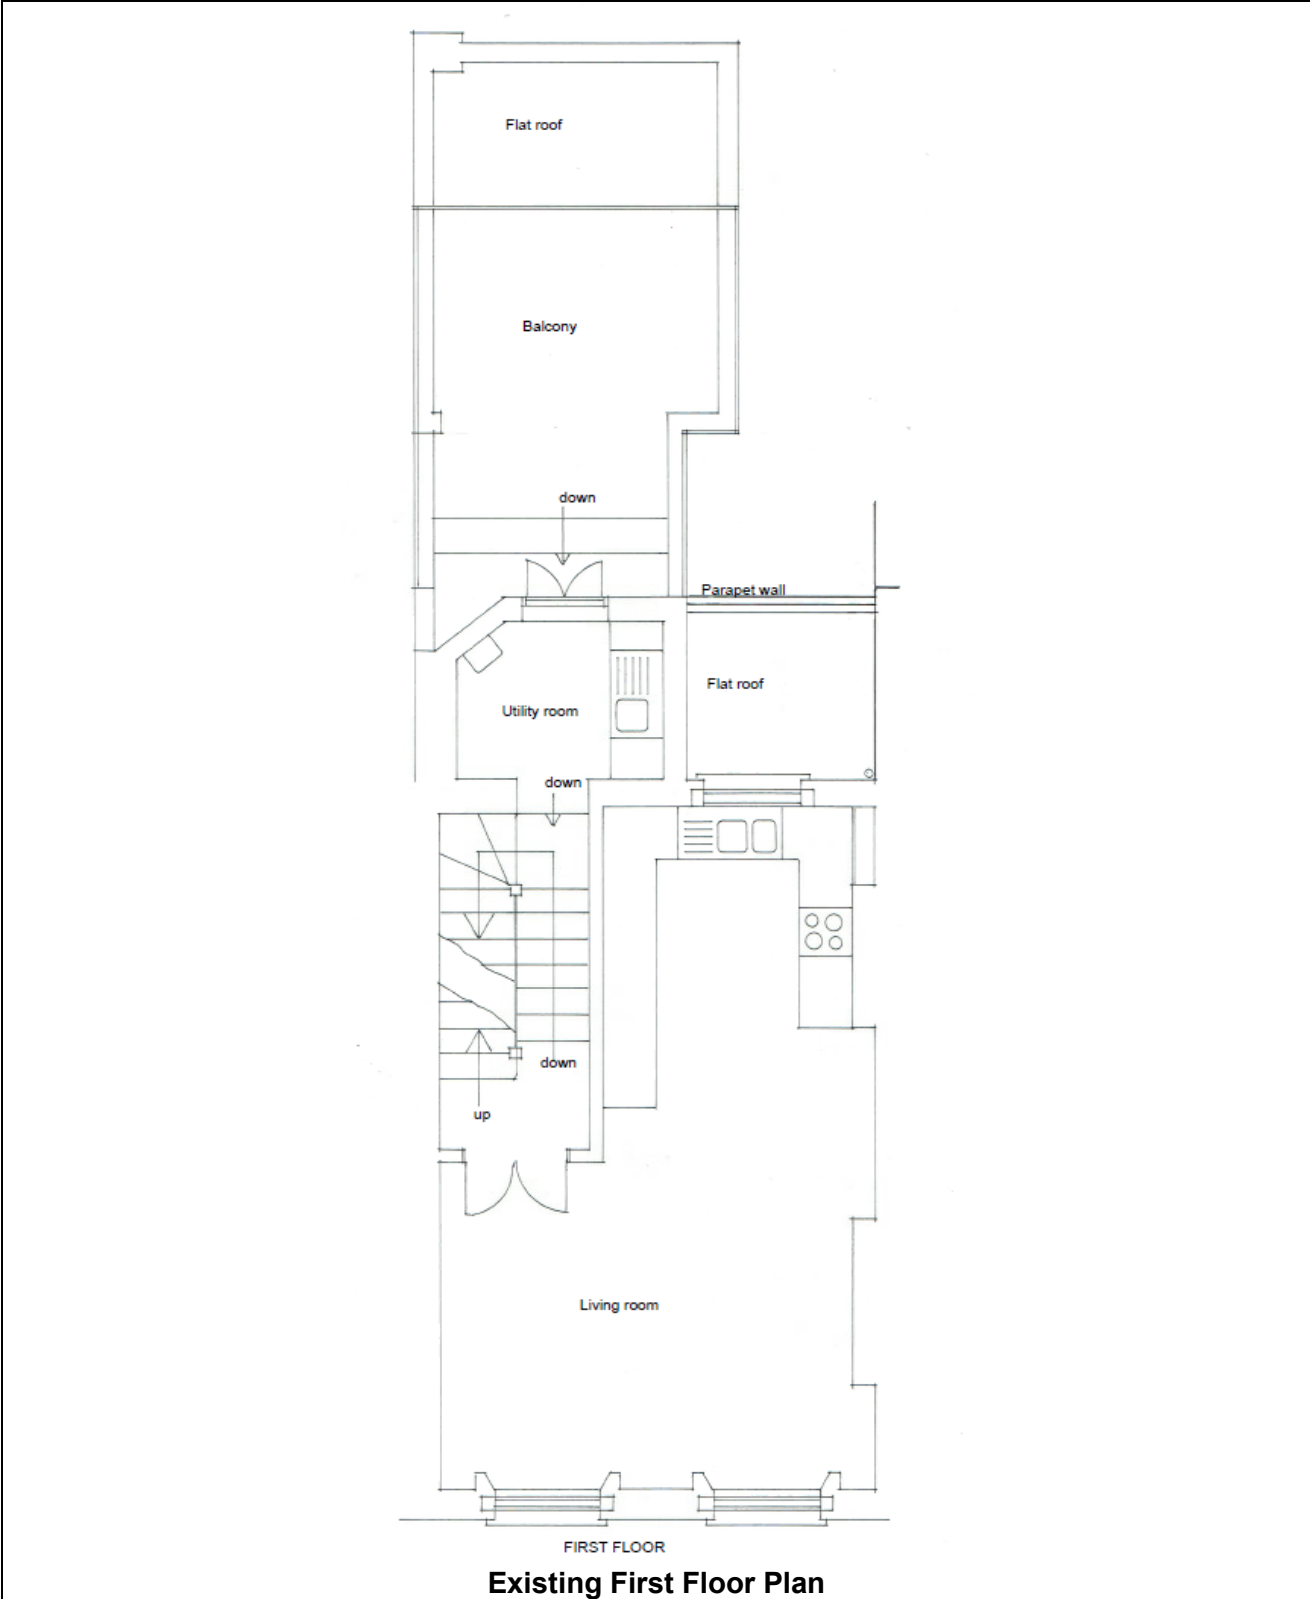 Flat roof
Balcony
down
Parapet wall
Flat roof
Utility room
down
down
up
Living room
FIRST FLOOR
Existing First Floor Plan